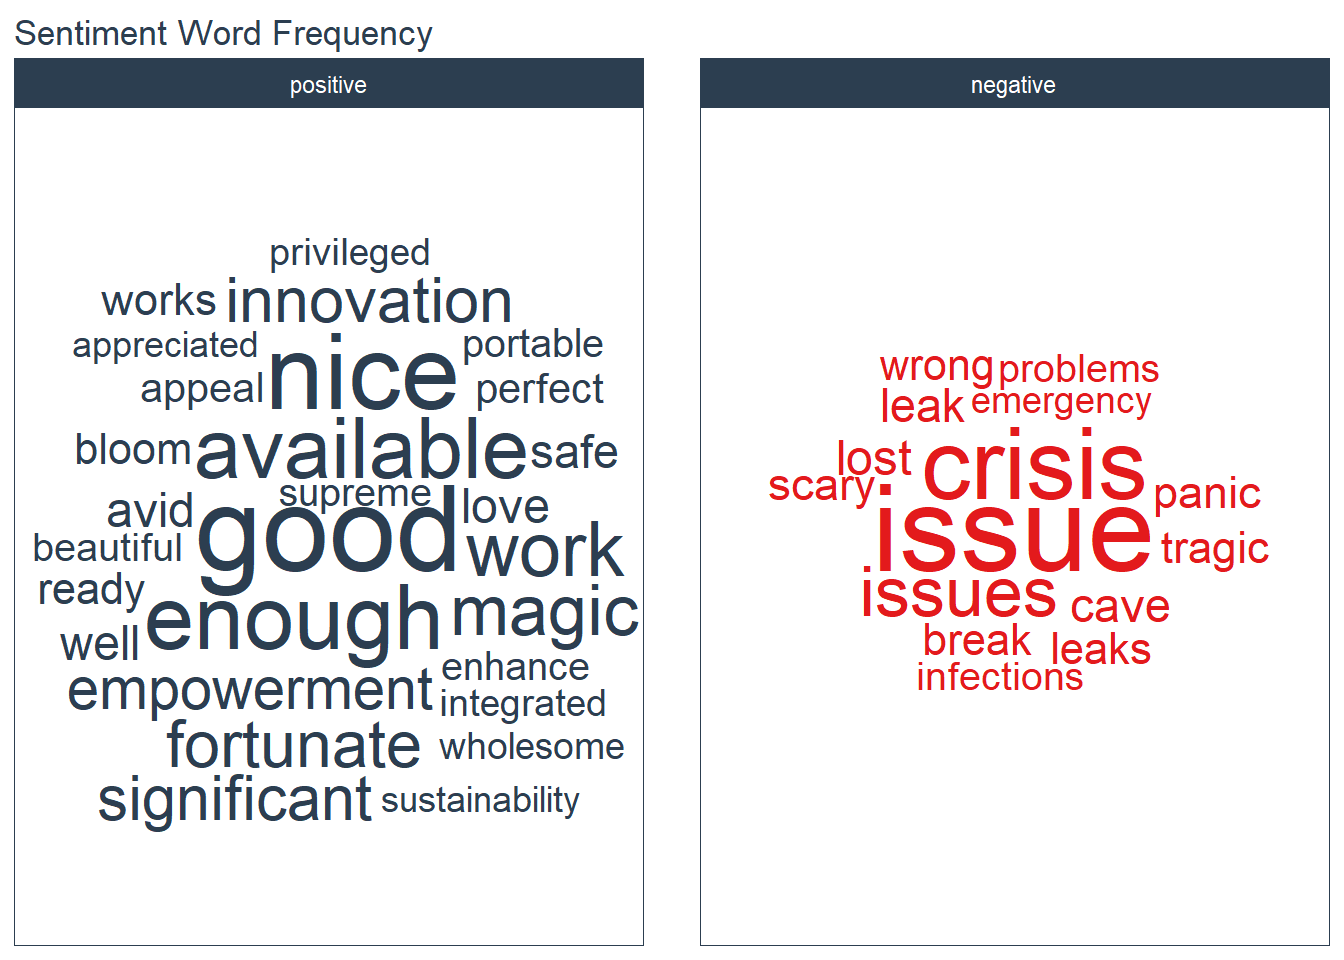 Sentiment Word Frequency
positive
privileged
works innovation
appreciated nice portable
appeal perfect
bloom available safe
supreme
avid good love
beautiful work
ready enough magic
well
enhance
empowerment integrated
fortunate wholesome
significant sustainability
negative
wrong problems
leak emergency
lost crisis
scary issue panic
tragic
issues cave
break leaks
infections